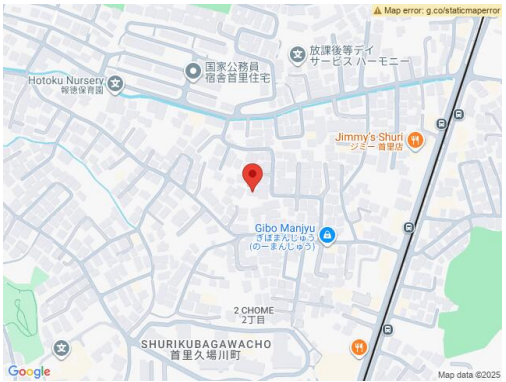 Map error: g.co/staticmaperror
放課後等デイ
サービス ハーモニー
国家公務員
宿舎首里住宅
Hotoku Nursery
報徳保育園
Jimmy's Shuri
ジミー 首里店
Gibo Manjyu
ぎぼまんじゅう
(のーまんじゅう)
2 CHOME
2丁目
SHURIKUBAGAWACHO
首里久場川町
Google
Map data ©2025